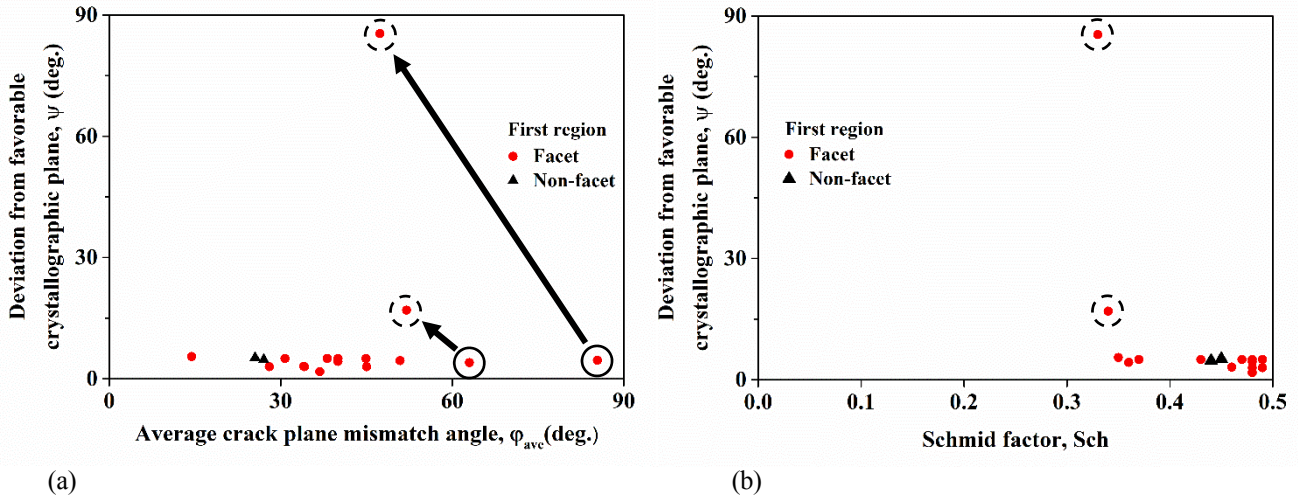 90
60
30
0
Deviation from favorable
crystallographic plane, ψ (deg.)
First region
Facet
Non-facet
0 30 60 90
Average crack plane mismatch angle, φave(deg.)
(a)
90
60
30
0
Deviation from favorable
crystallographic plane, ψ (deg.)
First region
Facet
Non-facet
0.0 0.1 0.2 0.3 0.4 0.5
Schmid factor, Sch
(b)